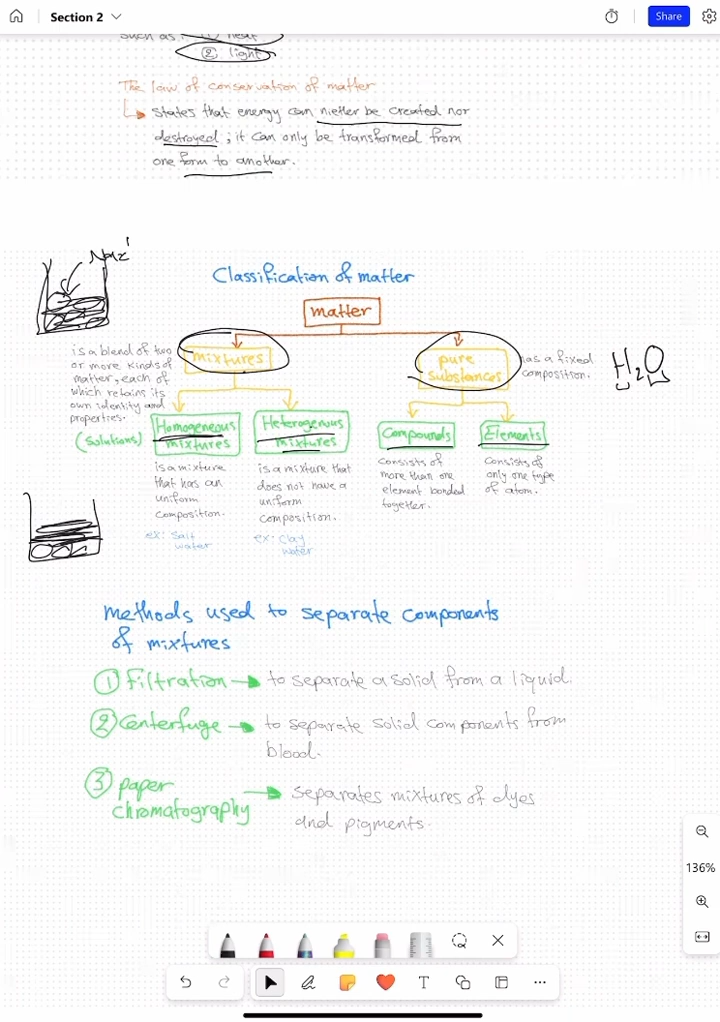 Section 2
Share
such as: ① heat
② light
The law of conservation of matter
states that energy can nietler be created nor
destroyed; it can only be transformed from
one form to another.
Classification of matter
matter
mixtures
pure
Substances
is a blend of two
or more kinds of
matter, each of
which retains its
own identity and
properties.
has a fixed
composition.
H₂O
(Solutions)
Homogeneous
mixtures
Heterogenous
mixtures
Compounds
Elements
is a mixture
that has an
uniform
composition.
ex: Salt
water
is a mixture that
does not have a
uniform
composition.
ex: Clay
water
consists of
more than one
element bonded
together.
consists of
only one type
of atom.
methods used to separate components
of mixtures
① filtration → to separate a solid from a liquid.
② Centerfuge → to separate solid components from
blood.
③ paper
chromatography → Separates mixtures of dyes
and pigments.
136%
T